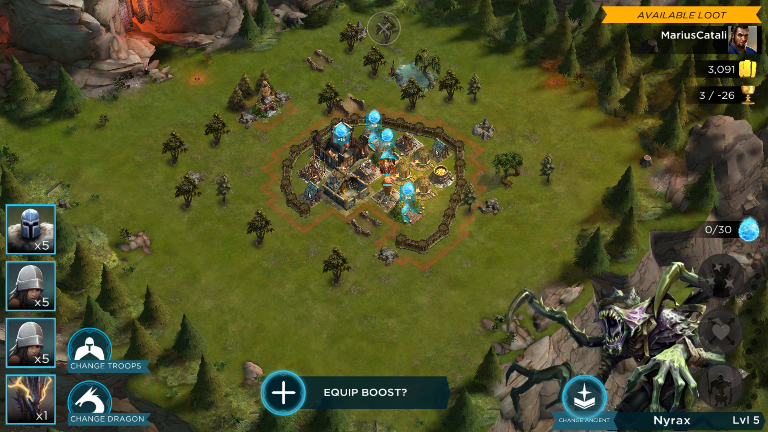 AVAILABLE LOOT
MariusCatali
3,091
3 / -26
0/30
x5
x5
x5
x1
CHANGE TROOPS
CHANGE DRAGON
EQUIP BOOST?
CHANGE ANCIENT
Nyrax
Lvl 5